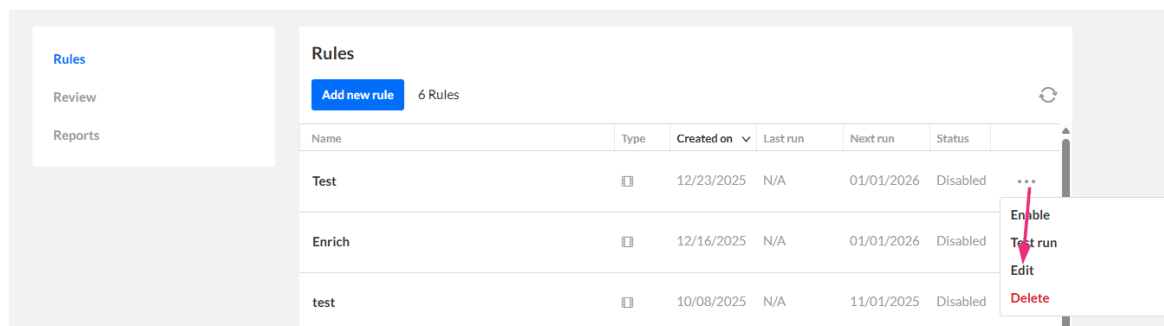 Rules
Review
Reports
Rules
Add new rule 6 Rules
Name Type Created on Last run Next run Status
Test 12/23/2025 N/A 01/01/2026 Disabled
Enable
Test run
Edit
Delete
Enrich 12/16/2025 N/A 01/01/2026 Disabled
test 10/08/2025 N/A 11/01/2025 Disabled